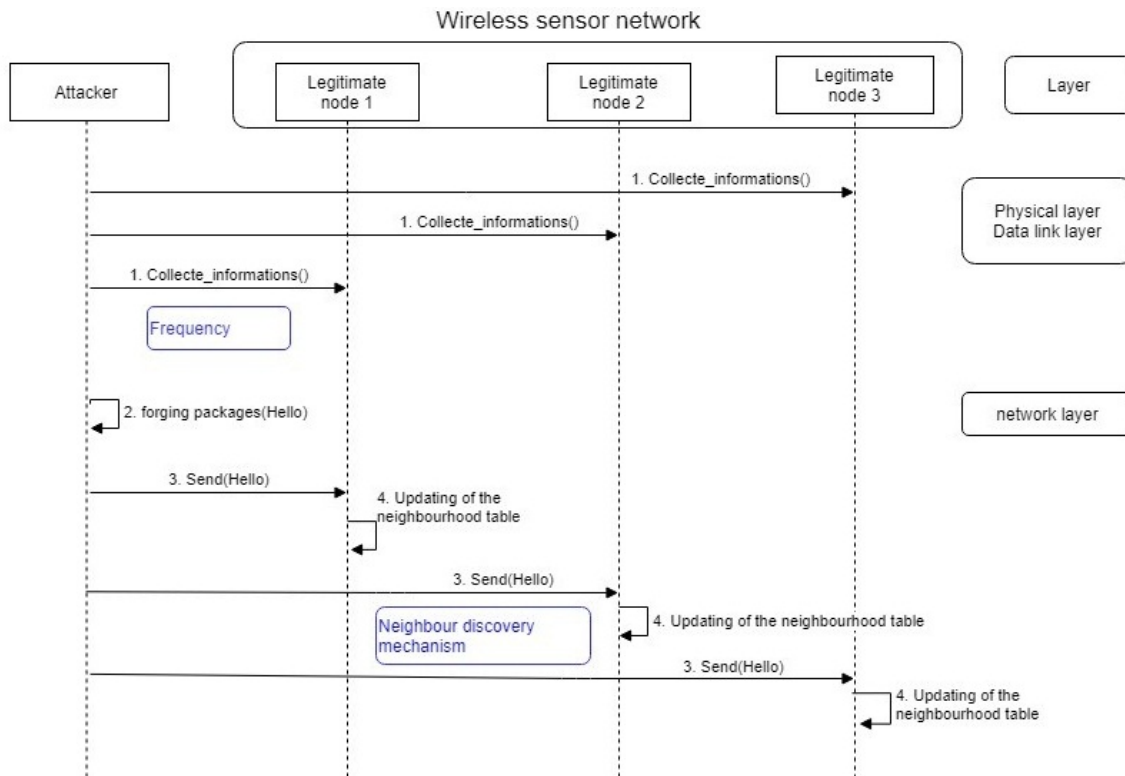 Wireless sensor network
Attacker
Legitimate
node 1
Legitimate
node 2
Legitimate
node 3
Layer
1. Collecte_informations()
Physical layer
Data link layer
1. Collecte_informations()
1. Collecte_informations()
Frequency
2. forging packages(Hello)
network layer
3. Send(Hello)
4. Updating of the
neighbourhood table
3. Send(Hello)
Neighbour discovery
mechanism
4. Updating of the neighbourhood table
3. Send(Hello)
4. Updating of the
neighbourhood table